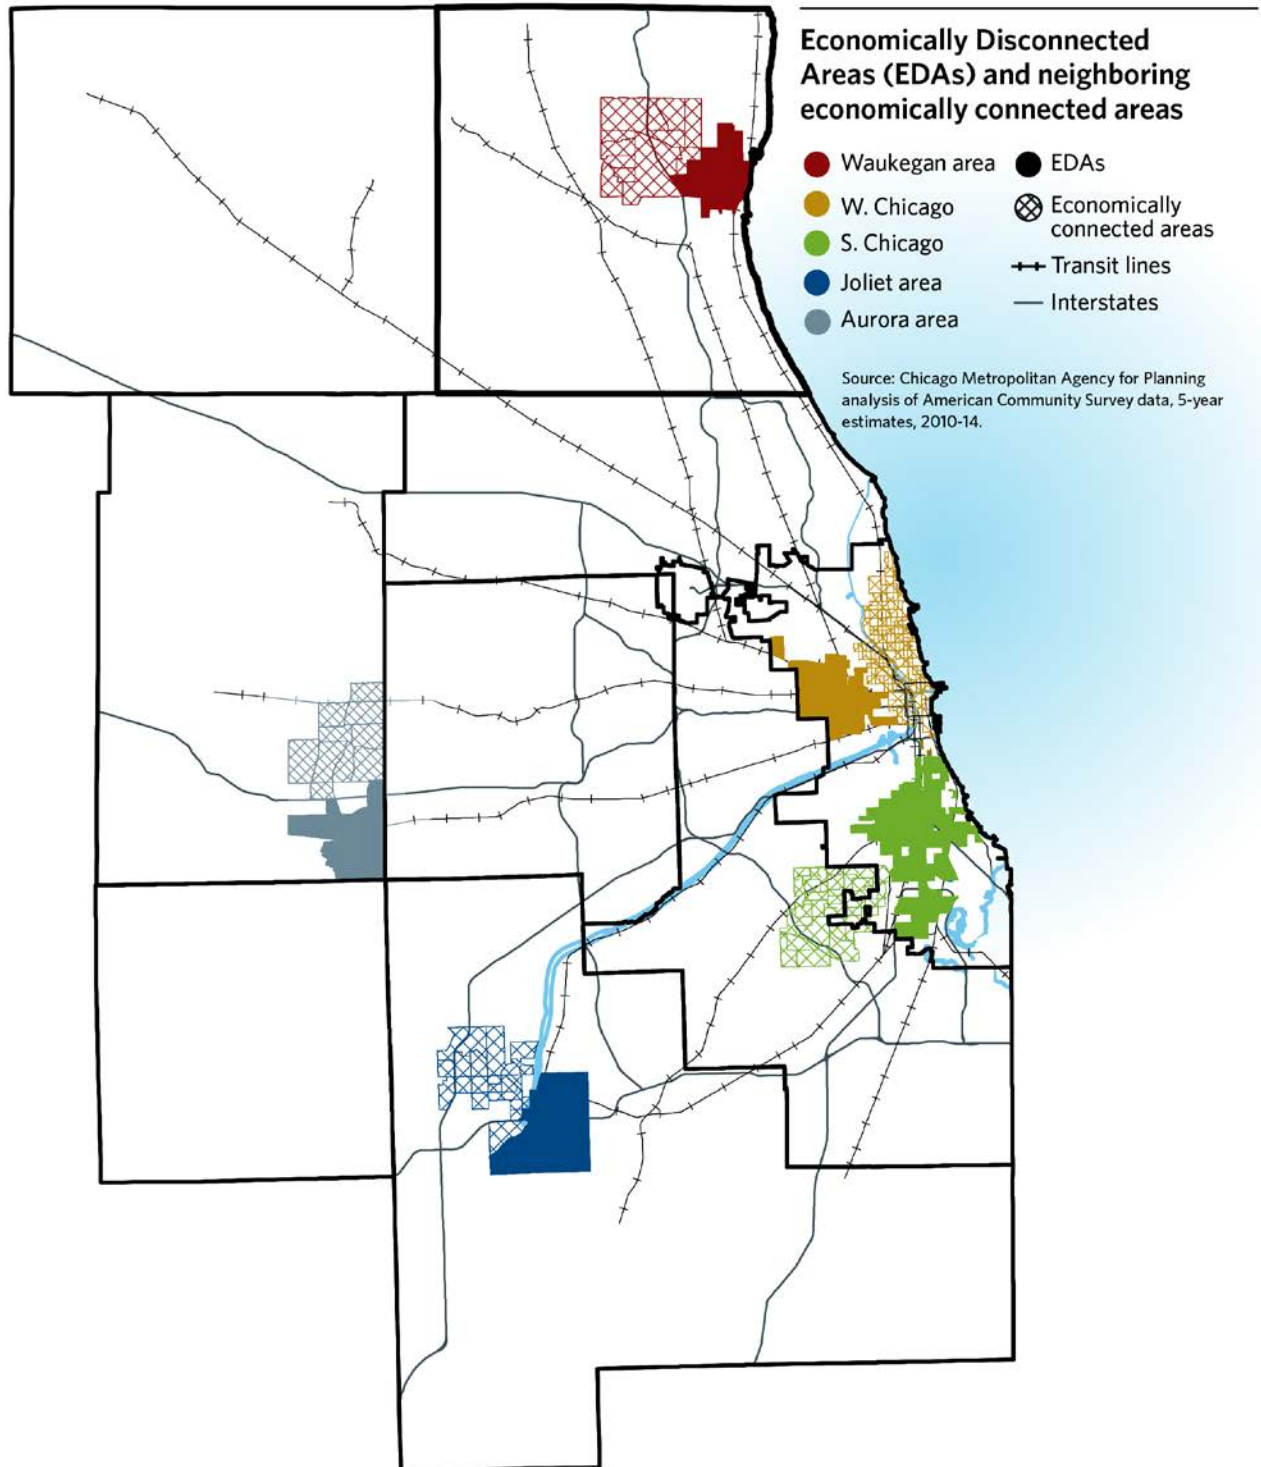 Economically Disconnected
Areas (EDAs) and neighboring
economically connected areas
Waukegan area
W. Chicago
S. Chicago
Joliet area
Aurora area
EDAs
Economically
connected areas
Transit lines
Interstates
Source: Chicago Metropolitan Agency for Planning
analysis of American Community Survey data, 5-year
estimates, 2010-14.